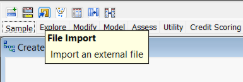 Sample Explore Modify Model Assess Utility Credit Scoring
File Import
Create
Import an external file